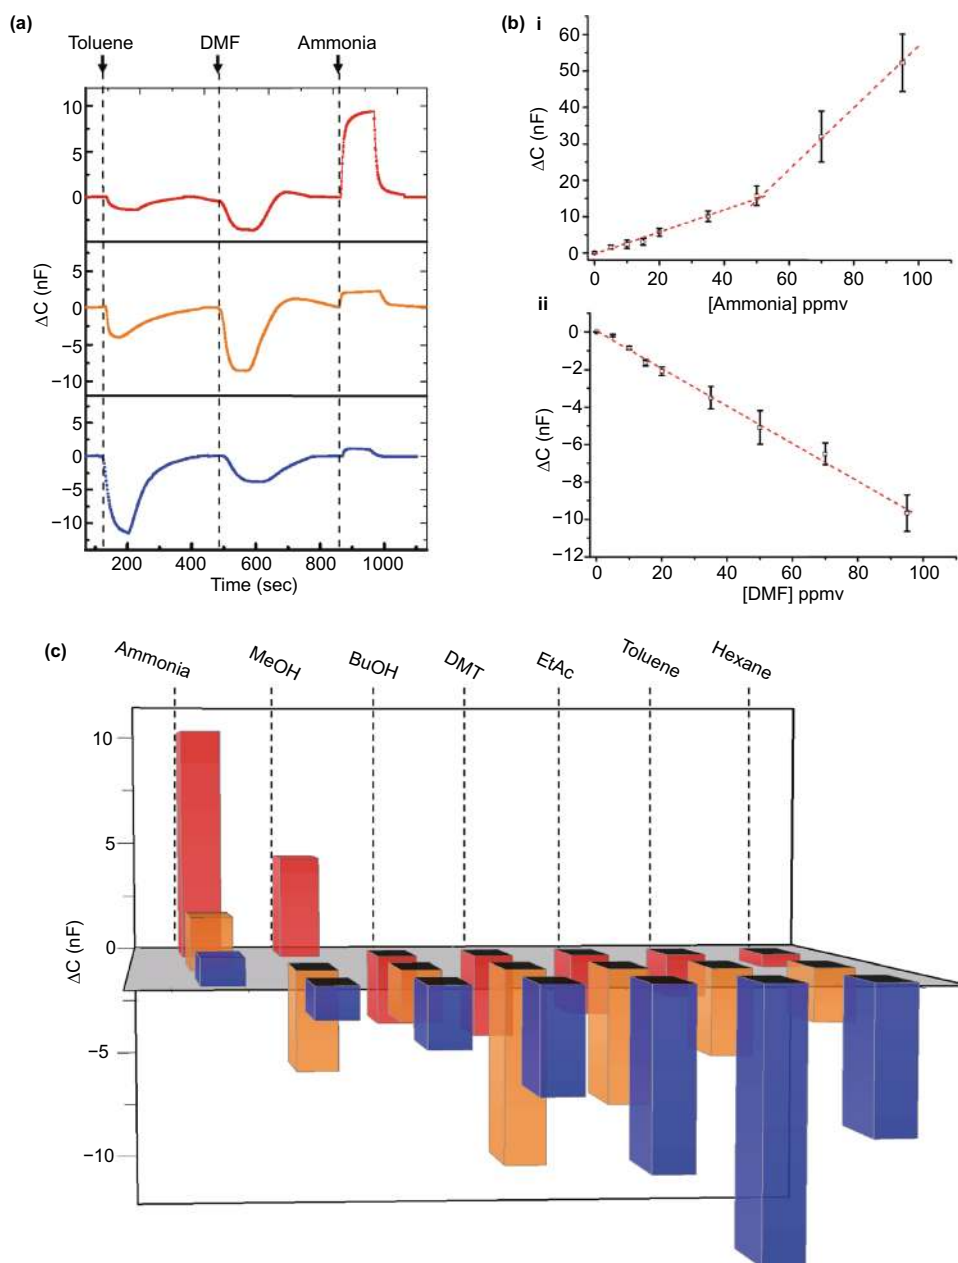 (a)
Toluene DMF Ammonia
10
5
0
5
0
−5
−10
5
0
−5
−10
ΔC (nF)
200 400 600 800 1000
Time (sec)
(b) i
60
50
40
30
20
10
0
ΔC (nF)
0 20 40 60 80 100
[Ammonia] ppmv
ii
0
−2
−4
−6
−8
−10
−12
ΔC (nF)
0 20 40 60 80 100
[DMF] ppmv
(c)
Ammonia MeOH BuOH DMT EtAc Toluene Hexane
10
5
0
−5
−10
ΔC (nF)